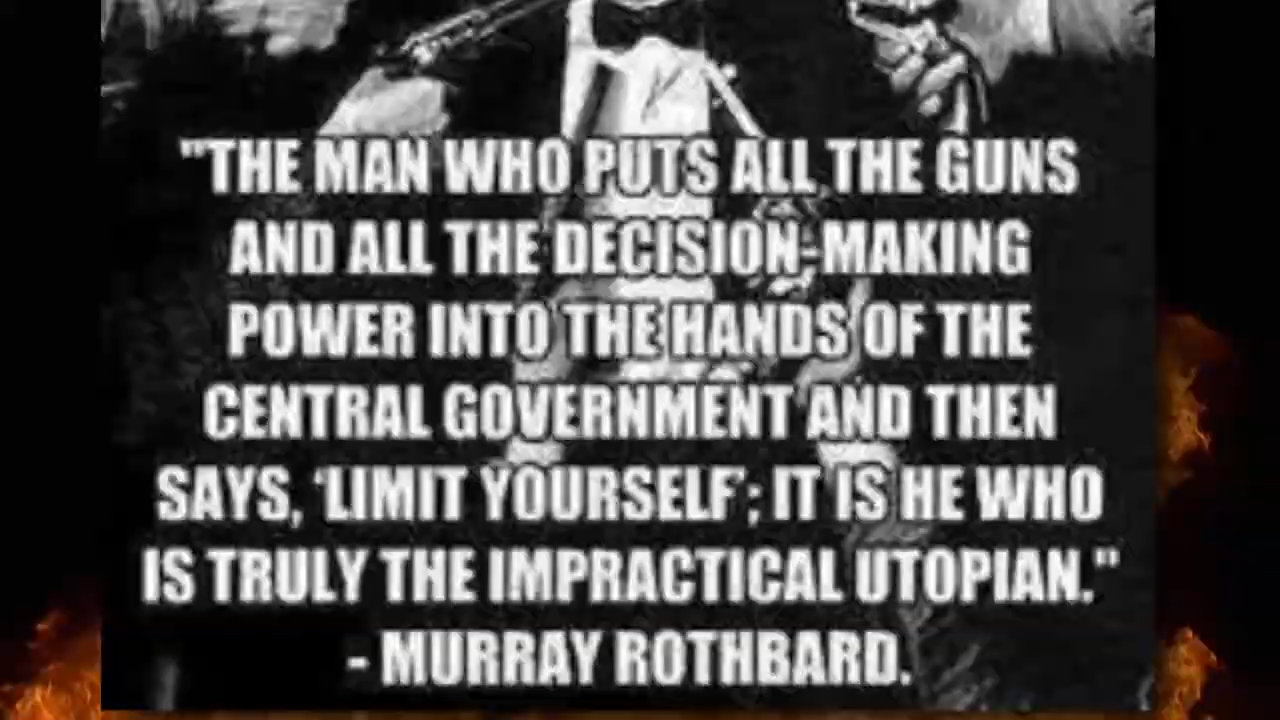 "THE MAN WHO PUTS ALL THE GUNS
AND ALL THE DECISION-MAKING
POWER INTO THE HANDS OF THE
CENTRAL GOVERNMENT AND THEN
SAYS, 'LIMIT YOURSELF'; IT IS HE WHO
IS TRULY THE IMPRACTICAL UTOPIAN."
- MURRAY ROTHBARD.